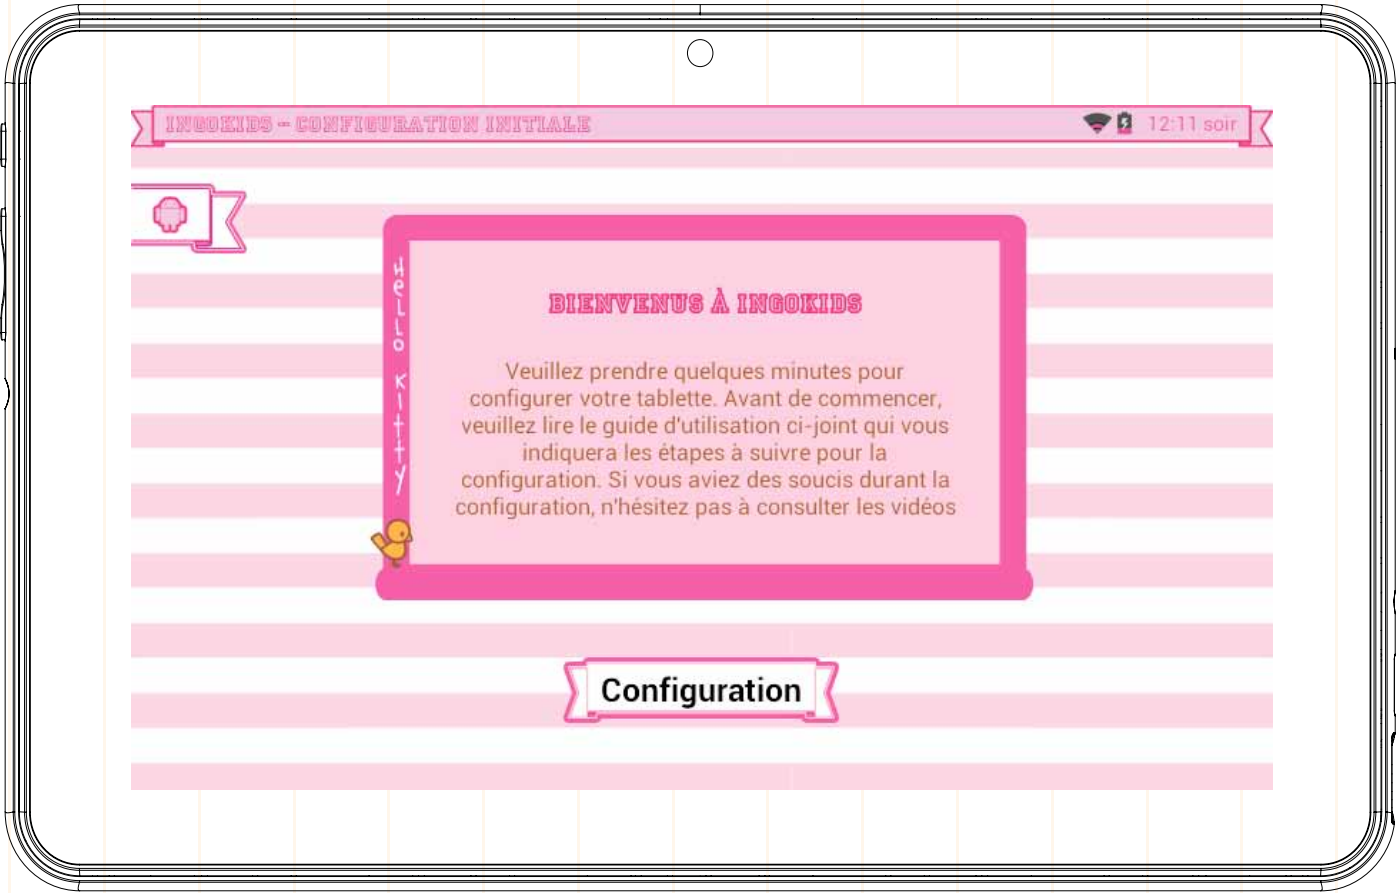 INGOKIDS - CONFIGURATION INITIALE
12:11 soir
Hello Kitty
BIENVENUS À INGOKIDS
Veuillez prendre quelques minutes pour
configurer votre tablette. Avant de commencer,
veuillez lire le guide d'utilisation ci-joint qui vous
indiquera les étapes à suivre pour la
configuration. Si vous aviez des soucis durant la
configuration, n'hésitez pas à consulter les vidéos
Configuration